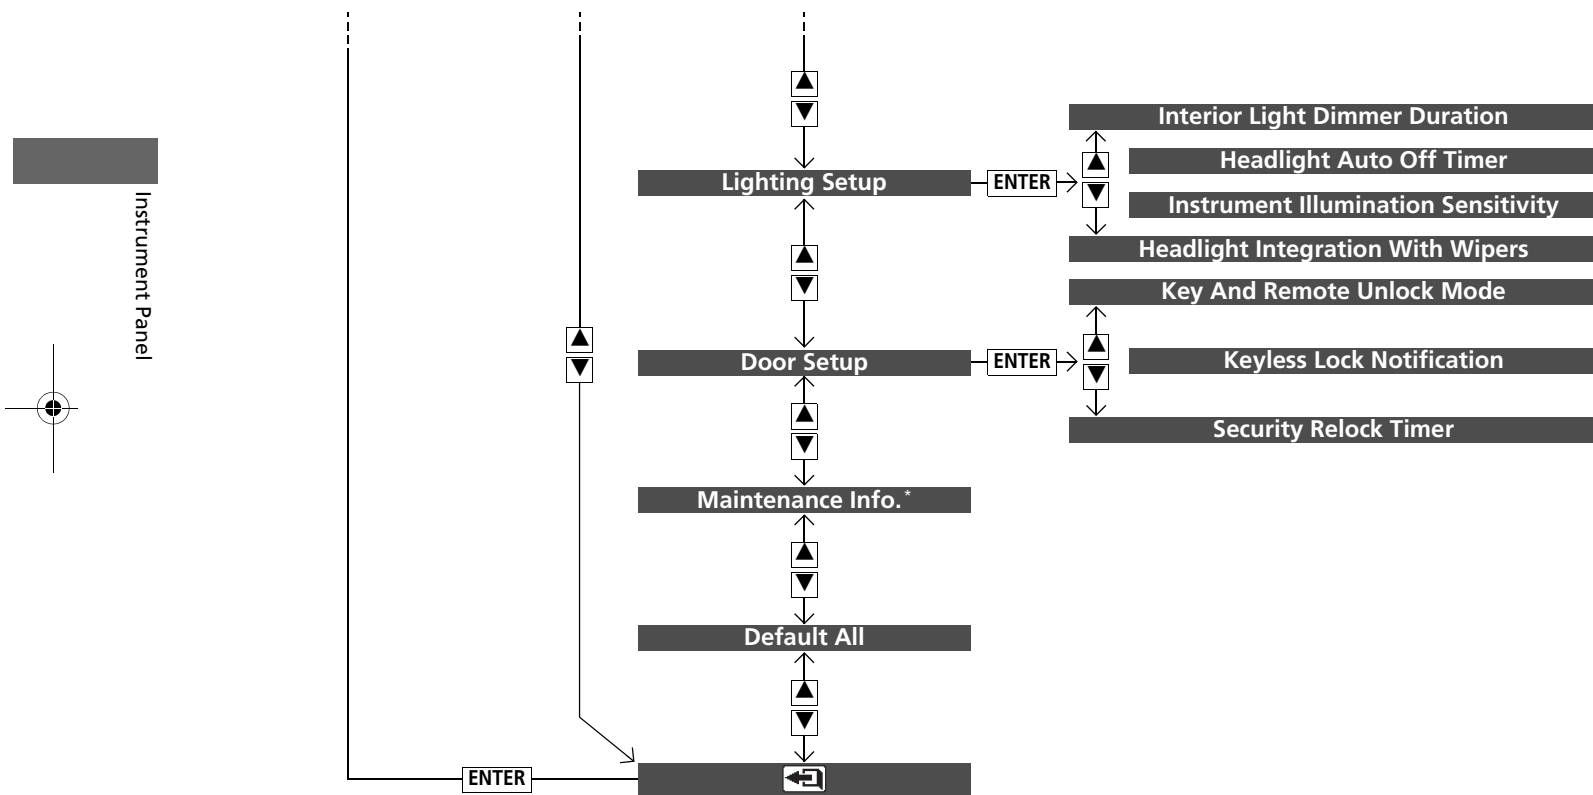 Instrument Panel
Lighting Setup
ENTER
Interior Light Dimmer Duration
Headlight Auto Off Timer
Instrument Illumination Sensitivity
Headlight Integration With Wipers
Door Setup
ENTER
Key And Remote Unlock Mode
Keyless Lock Notification
Security Relock Timer
Maintenance Info.*
Default All
ENTER